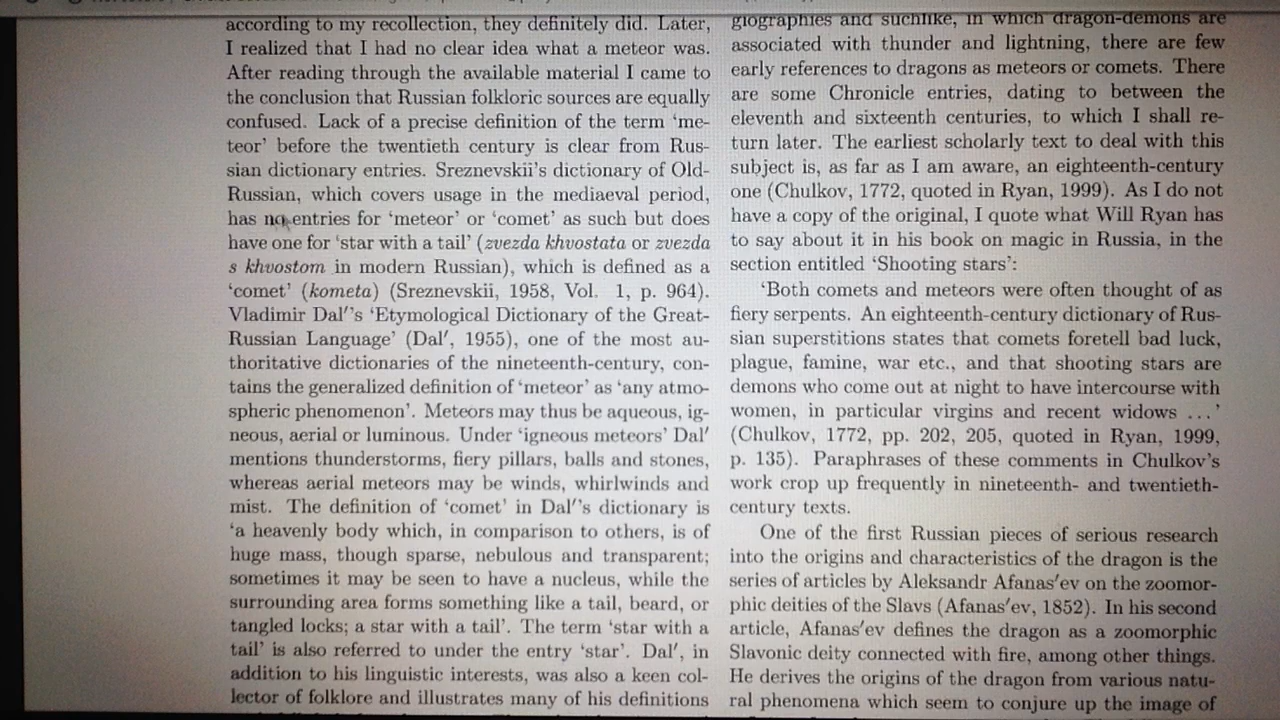 according to my recollection, they definitely did. Later,
I realized that I had no clear idea what a meteor was.
After reading through the available material I came to
the conclusion that Russian folkloric sources are equally
confused. Lack of a precise definition of the term ‘me-
teor’ before the twentieth century is clear from Rus-
sian dictionary entries. Sreznevskii’s dictionary of Old-
Russian, which covers usage in the mediaeval period,
has no entries for ‘meteor’ or ‘comet’ as such but does
have one for ‘star with a tail’ (zvezda khvostata or zvezda
s khvostom in modern Russian), which is defined as a
‘comet’ (kometa) (Sreznevskii, 1958, Vol. 1, p. 964).
Vladimir Dal′’s ‘Etymological Dictionary of the Great-
Russian Language’ (Dal′, 1955), one of the most au-
thoritative dictionaries of the nineteenth-century, con-
tains the generalized definition of ‘meteor’ as ‘any atmo-
spheric phenomenon’. Meteors may thus be aqueous, ig-
neous, aerial or luminous. Under ‘igneous meteors’ Dal′
mentions thunderstorms, fiery pillars, balls and stones,
whereas aerial meteors may be winds, whirlwinds and
mist. The definition of ‘comet’ in Dal′’s dictionary is
‘a heavenly body which, in comparison to others, is of
huge mass, though sparse, nebulous and transparent;
sometimes it may be seen to have a nucleus, while the
surrounding area forms something like a tail, beard, or
tangled locks; a star with a tail’. The term ‘star with a
tail’ is also referred to under the entry ‘star’. Dal′, in
addition to his linguistic interests, was also a keen col-
lector of folklore and illustrates many of his definitions
giographies and suchlike, in which dragon-demons are
associated with thunder and lightning, there are few
early references to dragons as meteors or comets. There
are some Chronicle entries, dating to between the
eleventh and sixteenth centuries, to which I shall re-
turn later. The earliest scholarly text to deal with this
subject is, as far as I am aware, an eighteenth-century
one (Chulkov, 1772, quoted in Ryan, 1999). As I do not
have a copy of the original, I quote what Will Ryan has
to say about it in his book on magic in Russia, in the
section entitled ‘Shooting stars’:
‘Both comets and meteors were often thought of as
fiery serpents. An eighteenth-century dictionary of Rus-
sian superstitions states that comets foretell bad luck,
plague, famine, war etc., and that shooting stars are
demons who come out at night to have intercourse with
women, in particular virgins and recent widows ...’
(Chulkov, 1772, pp. 202, 205, quoted in Ryan, 1999,
p. 135). Paraphrases of these comments in Chulkov’s
work crop up frequently in nineteenth- and twentieth-
century texts.
One of the first Russian pieces of serious research
into the origins and characteristics of the dragon is the
series of articles by Aleksandr Afanas′ev on the zoomor-
phic deities of the Slavs (Afanas′ev, 1852). In his second
article, Afanas′ev defines the dragon as a zoomorphic
Slavonic deity connected with fire, among other things.
He derives the origins of the dragon from various natu-
ral phenomena which seem to conjure up the image of